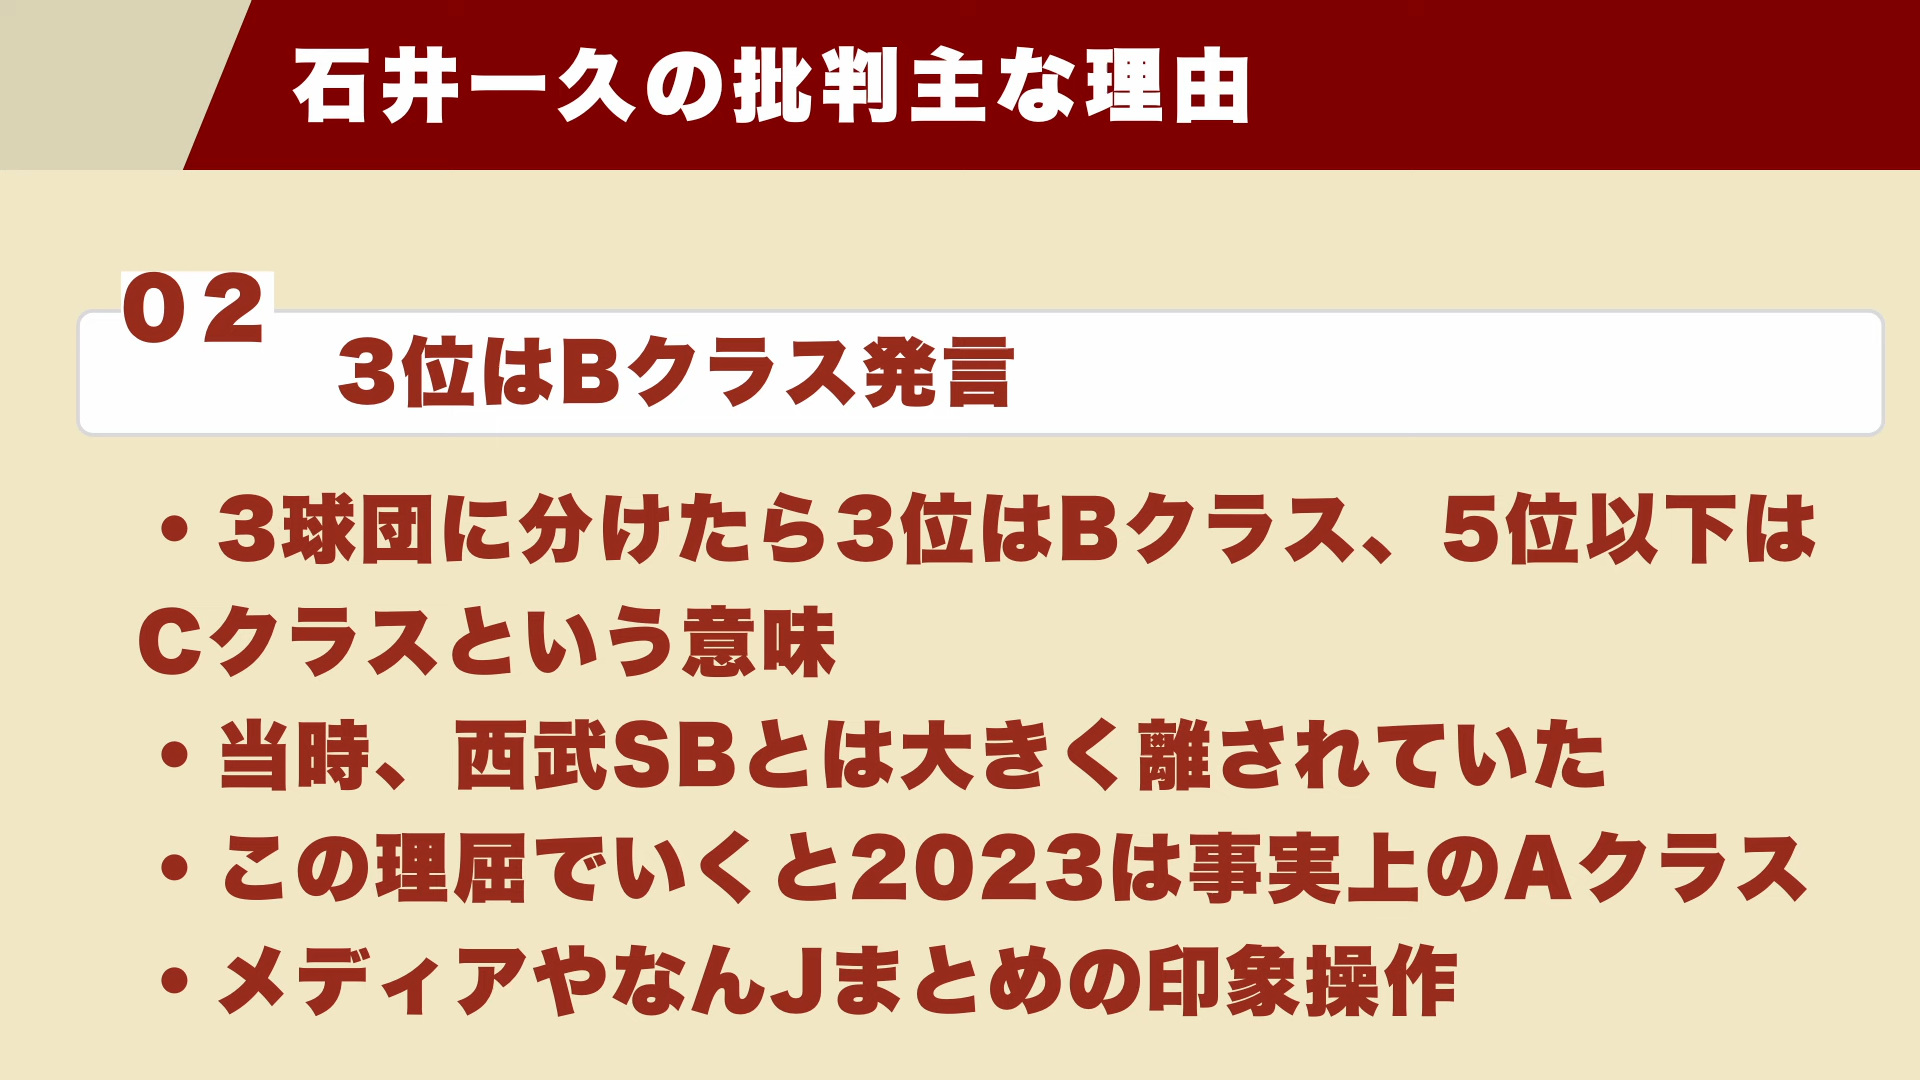 石井一久の批判主な理由
02
3位はBクラス発言
・3球団に分けたら3位はBクラス、5位以下は
Cクラスという意味
・当時、西武SBとは大きく離されていた
・この理屈でいくと2023は事実上のAクラス
・メディアやなんJまとめの印象操作